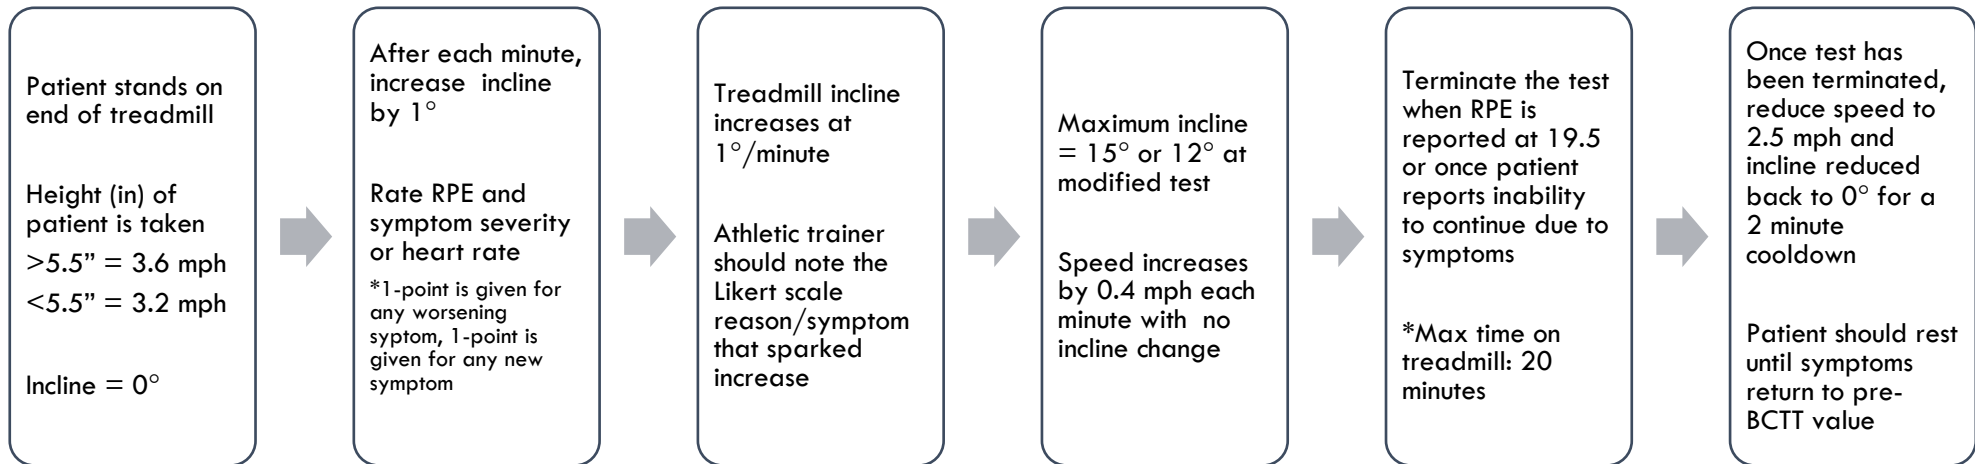 Patient stands on
end of treadmill
Height (in) of
patient is taken
>5.5” = 3.6 mph
<5.5” = 3.2 mph
Incline = 0°
After each minute,
increase incline
by 1°
Rate RPE and
symptom severity
or heart rate
*1-point is given for
any worsening
syptom, 1-point is
given for any new
symptom
Treadmill incline
increases at
1°/minute
Athletic trainer
should note the
Likert scale
reason/symptom
that sparked
increase
Maximum incline
= 15° or 12° at
modified test
Speed increases
by 0.4 mph each
minute with no
incline change
Terminate the test
when RPE is
reported at 19.5
or once patient
reports inability
to continue due to
symptoms
*Max time on
treadmill: 20
minutes
Once test has
been terminated,
reduce speed to
2.5 mph and
incline reduced
back to 0° for a
2 minute
cooldown
Patient should rest
until symptoms
return to pre-
BCTT value